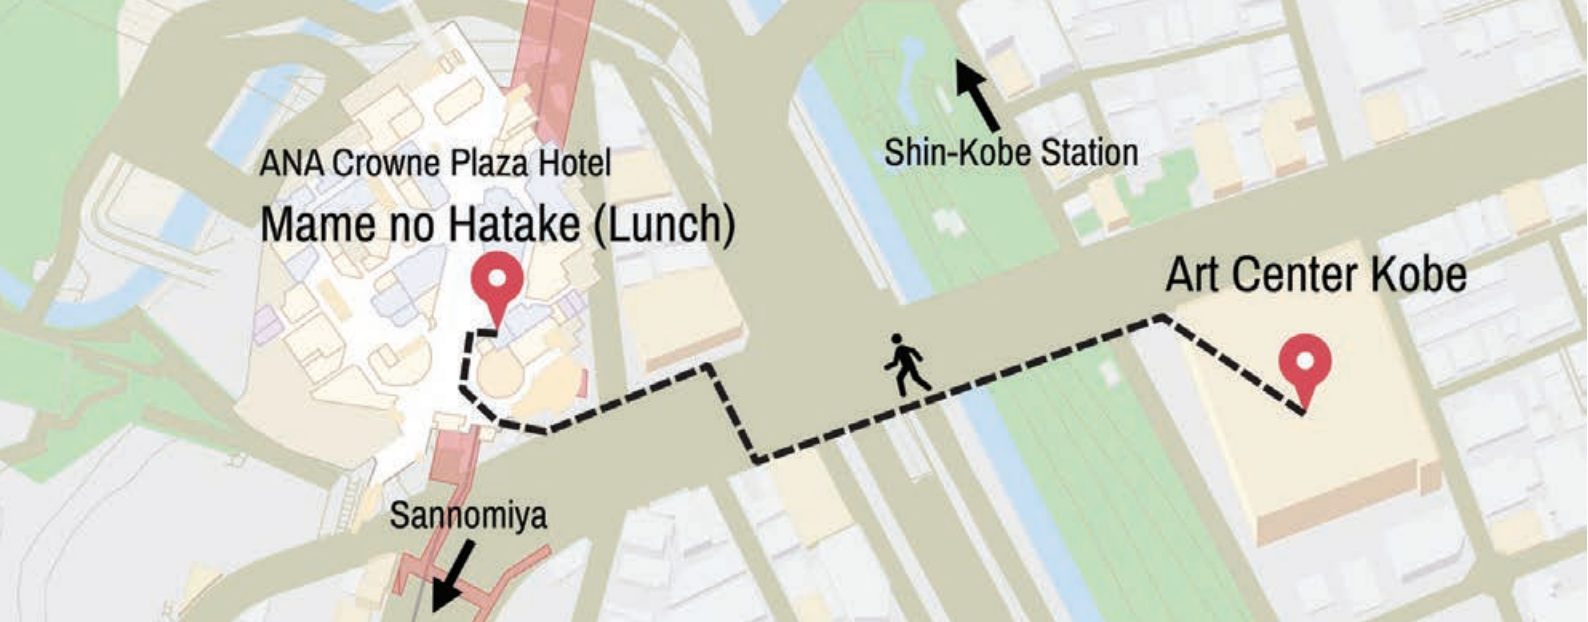 Shin-Kobe Station
ANA Crowne Plaza Hotel
Mame no Hatake (Lunch)
Art Center Kobe
Sannomiya